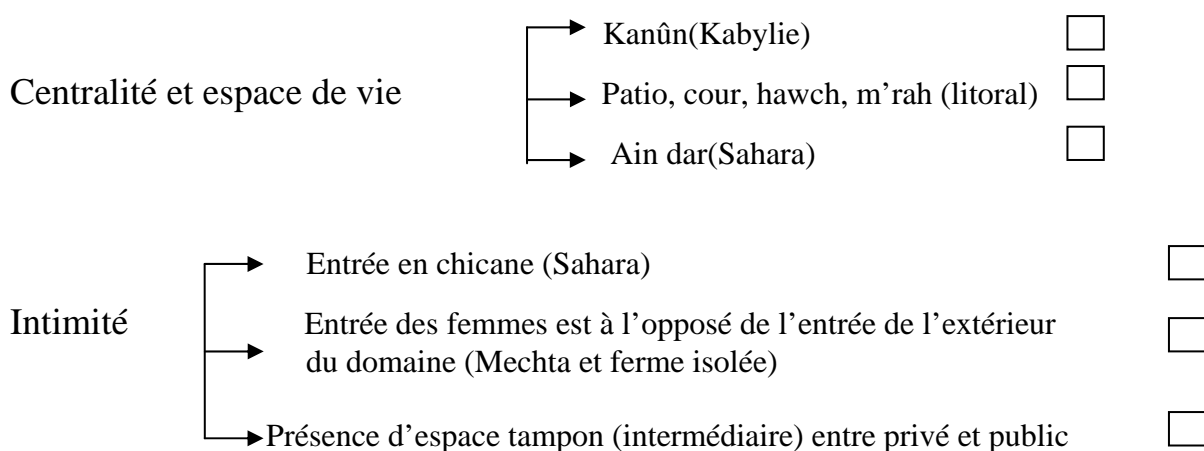 Kanûn(Kabylie)
Centralité et espace de vie
Patio, cour, hawch, m’rah (litoral)
Ain dar(Sahara)
Entrée en chicane (Sahara)
Intimité
Entrée des femmes est à l’opposé de l’entrée de l’extérieur
du domaine (Mechta et ferme isolée)
Présence d’espace tampon (intermédiaire) entre privé et public